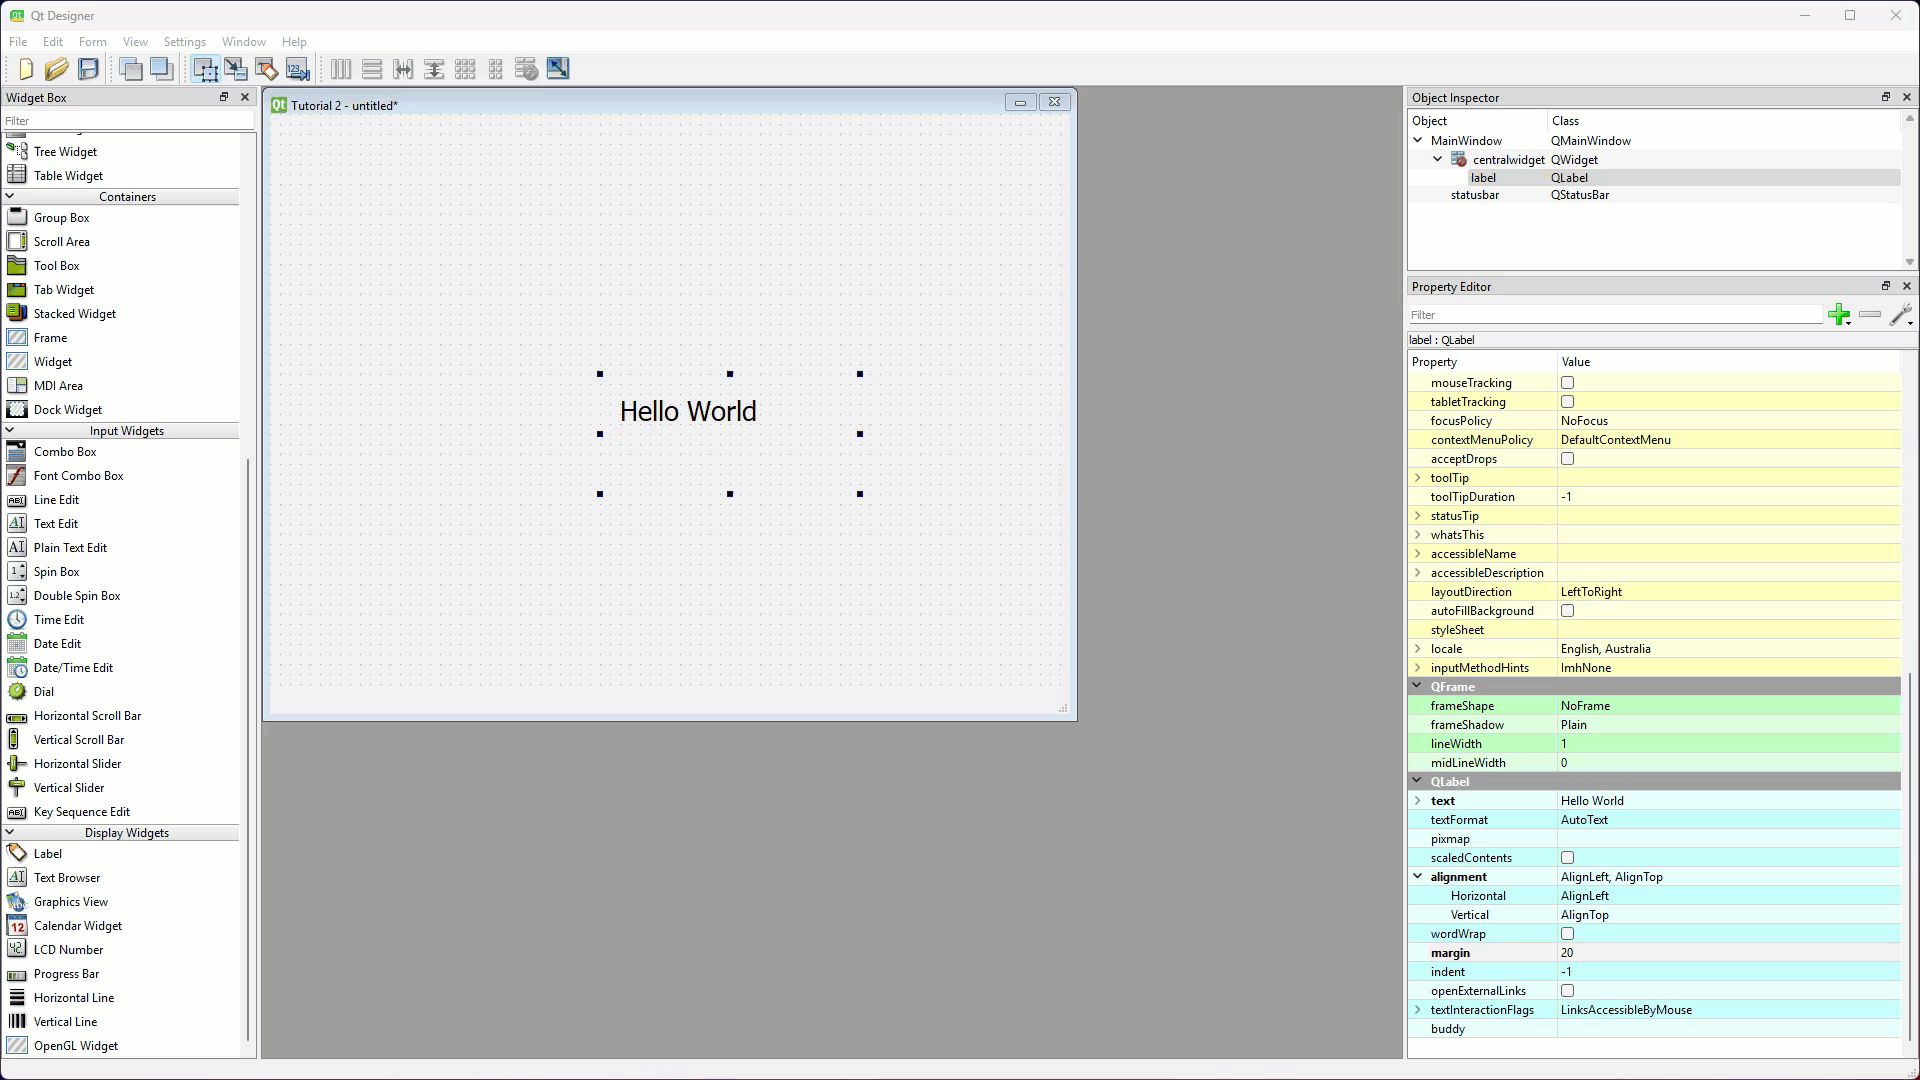 Qt Designer
File Edit Form View Settings Window Help
Widget Box
Filter
Tree Widget
Table Widget
Containers
Group Box
Scroll Area
Tool Box
Tab Widget
Stacked Widget
Frame
Widget
MDI Area
Dock Widget
Input Widgets
Combo Box
Font Combo Box
Line Edit
Text Edit
Plain Text Edit
Spin Box
Double Spin Box
Time Edit
Date Edit
Date/Time Edit
Dial
Horizontal Scroll Bar
Vertical Scroll Bar
Horizontal Slider
Vertical Slider
Key Sequence Edit
Display Widgets
Label
Text Browser
Graphics View
Calendar Widget
LCD Number
Progress Bar
Horizontal Line
Vertical Line
OpenGL Widget
Qt Tutorial 2 - untitled*
Hello World
Object Inspector
Object Class
MainWindow QMainWindow
centralwidget QWidget
label QLabel
statusbar QStatusBar
Property Editor
Filter
label : QLabel
Property Value
mouseTracking
tabletTracking
focusPolicy NoFocus
contextMenuPolicy DefaultContextMenu
acceptDrops
toolTip
toolTipDuration -1
statusTip
whatsThis
accessibleName
accessibleDescription
layoutDirection LeftToRight
autoFillBackground
styleSheet
locale English, Australia
inputMethodHints ImhNone
QFrame
frameShape NoFrame
frameShadow Plain
lineWidth 1
midLineWidth 0
QLabel
text Hello World
textFormat AutoText
pixmap
scaledContents
alignment AlignLeft, AlignTop
Horizontal AlignLeft
Vertical AlignTop
wordWrap
margin 20
indent -1
openExternalLinks
textInteractionFlags LinksAccessibleByMouse
buddy